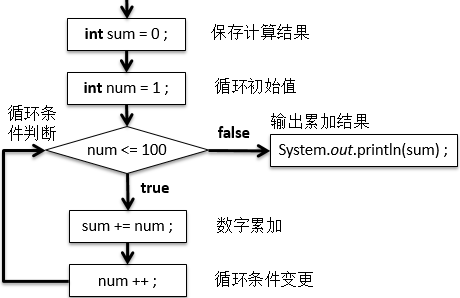 int sum = 0 ;
保存计算结果
int num = 1 ;
循环初始值
循环条
件判断
num <= 100
false
输出累加结果
System.out.println(sum) ;
true
sum += num ;
数字累加
num ++ ;
循环条件变更